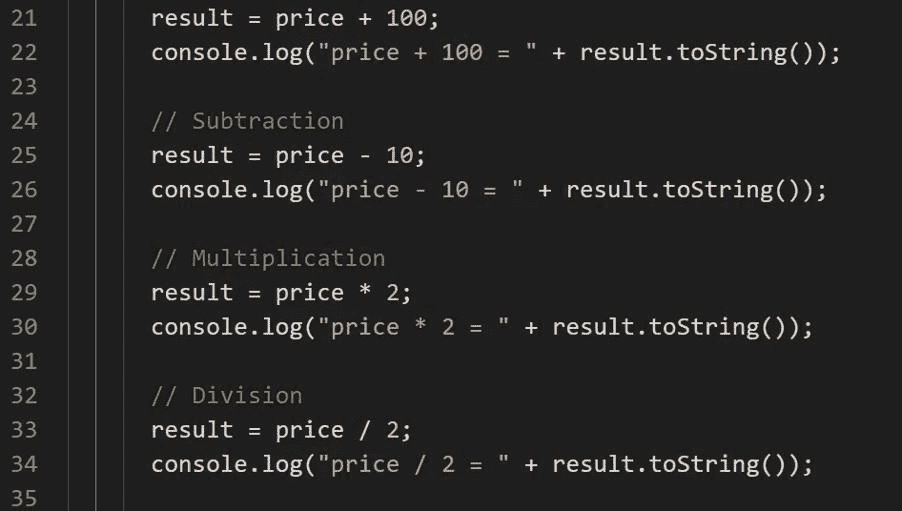 21 result = price + 100;
22 console.log("price + 100 = " + result.toString());
23
24 // Subtraction
25 result = price - 10;
26 console.log("price - 10 = " + result.toString());
27
28 // Multiplication
29 result = price * 2;
30 console.log("price * 2 = " + result.toString());
31
32 // Division
33 result = price / 2;
34 console.log("price / 2 = " + result.toString());
35